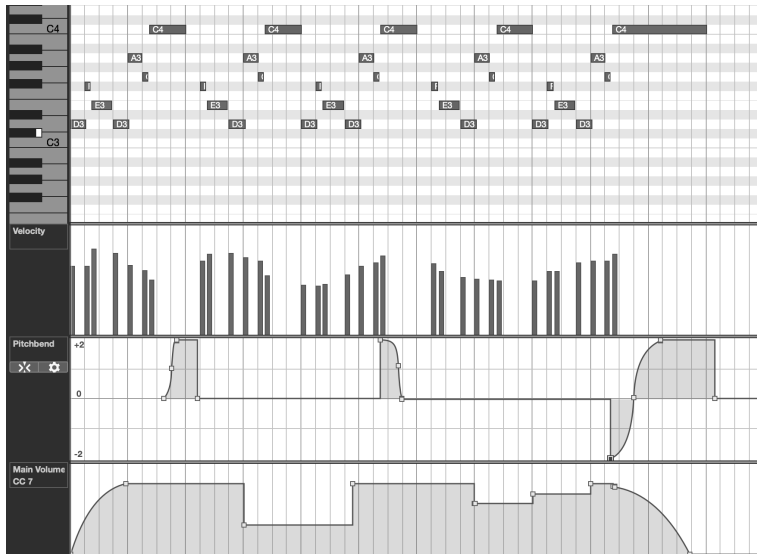 C4 C4 C4 C4 C4 C4
A3 A3 A3 A3 A3
E3 E3 E3 E3 E3
D3 D3 D3 D3 D3 D3 D3 D3
C3
Velocity
Pitchbend
+2
0
-2
Main Volume
CC 7